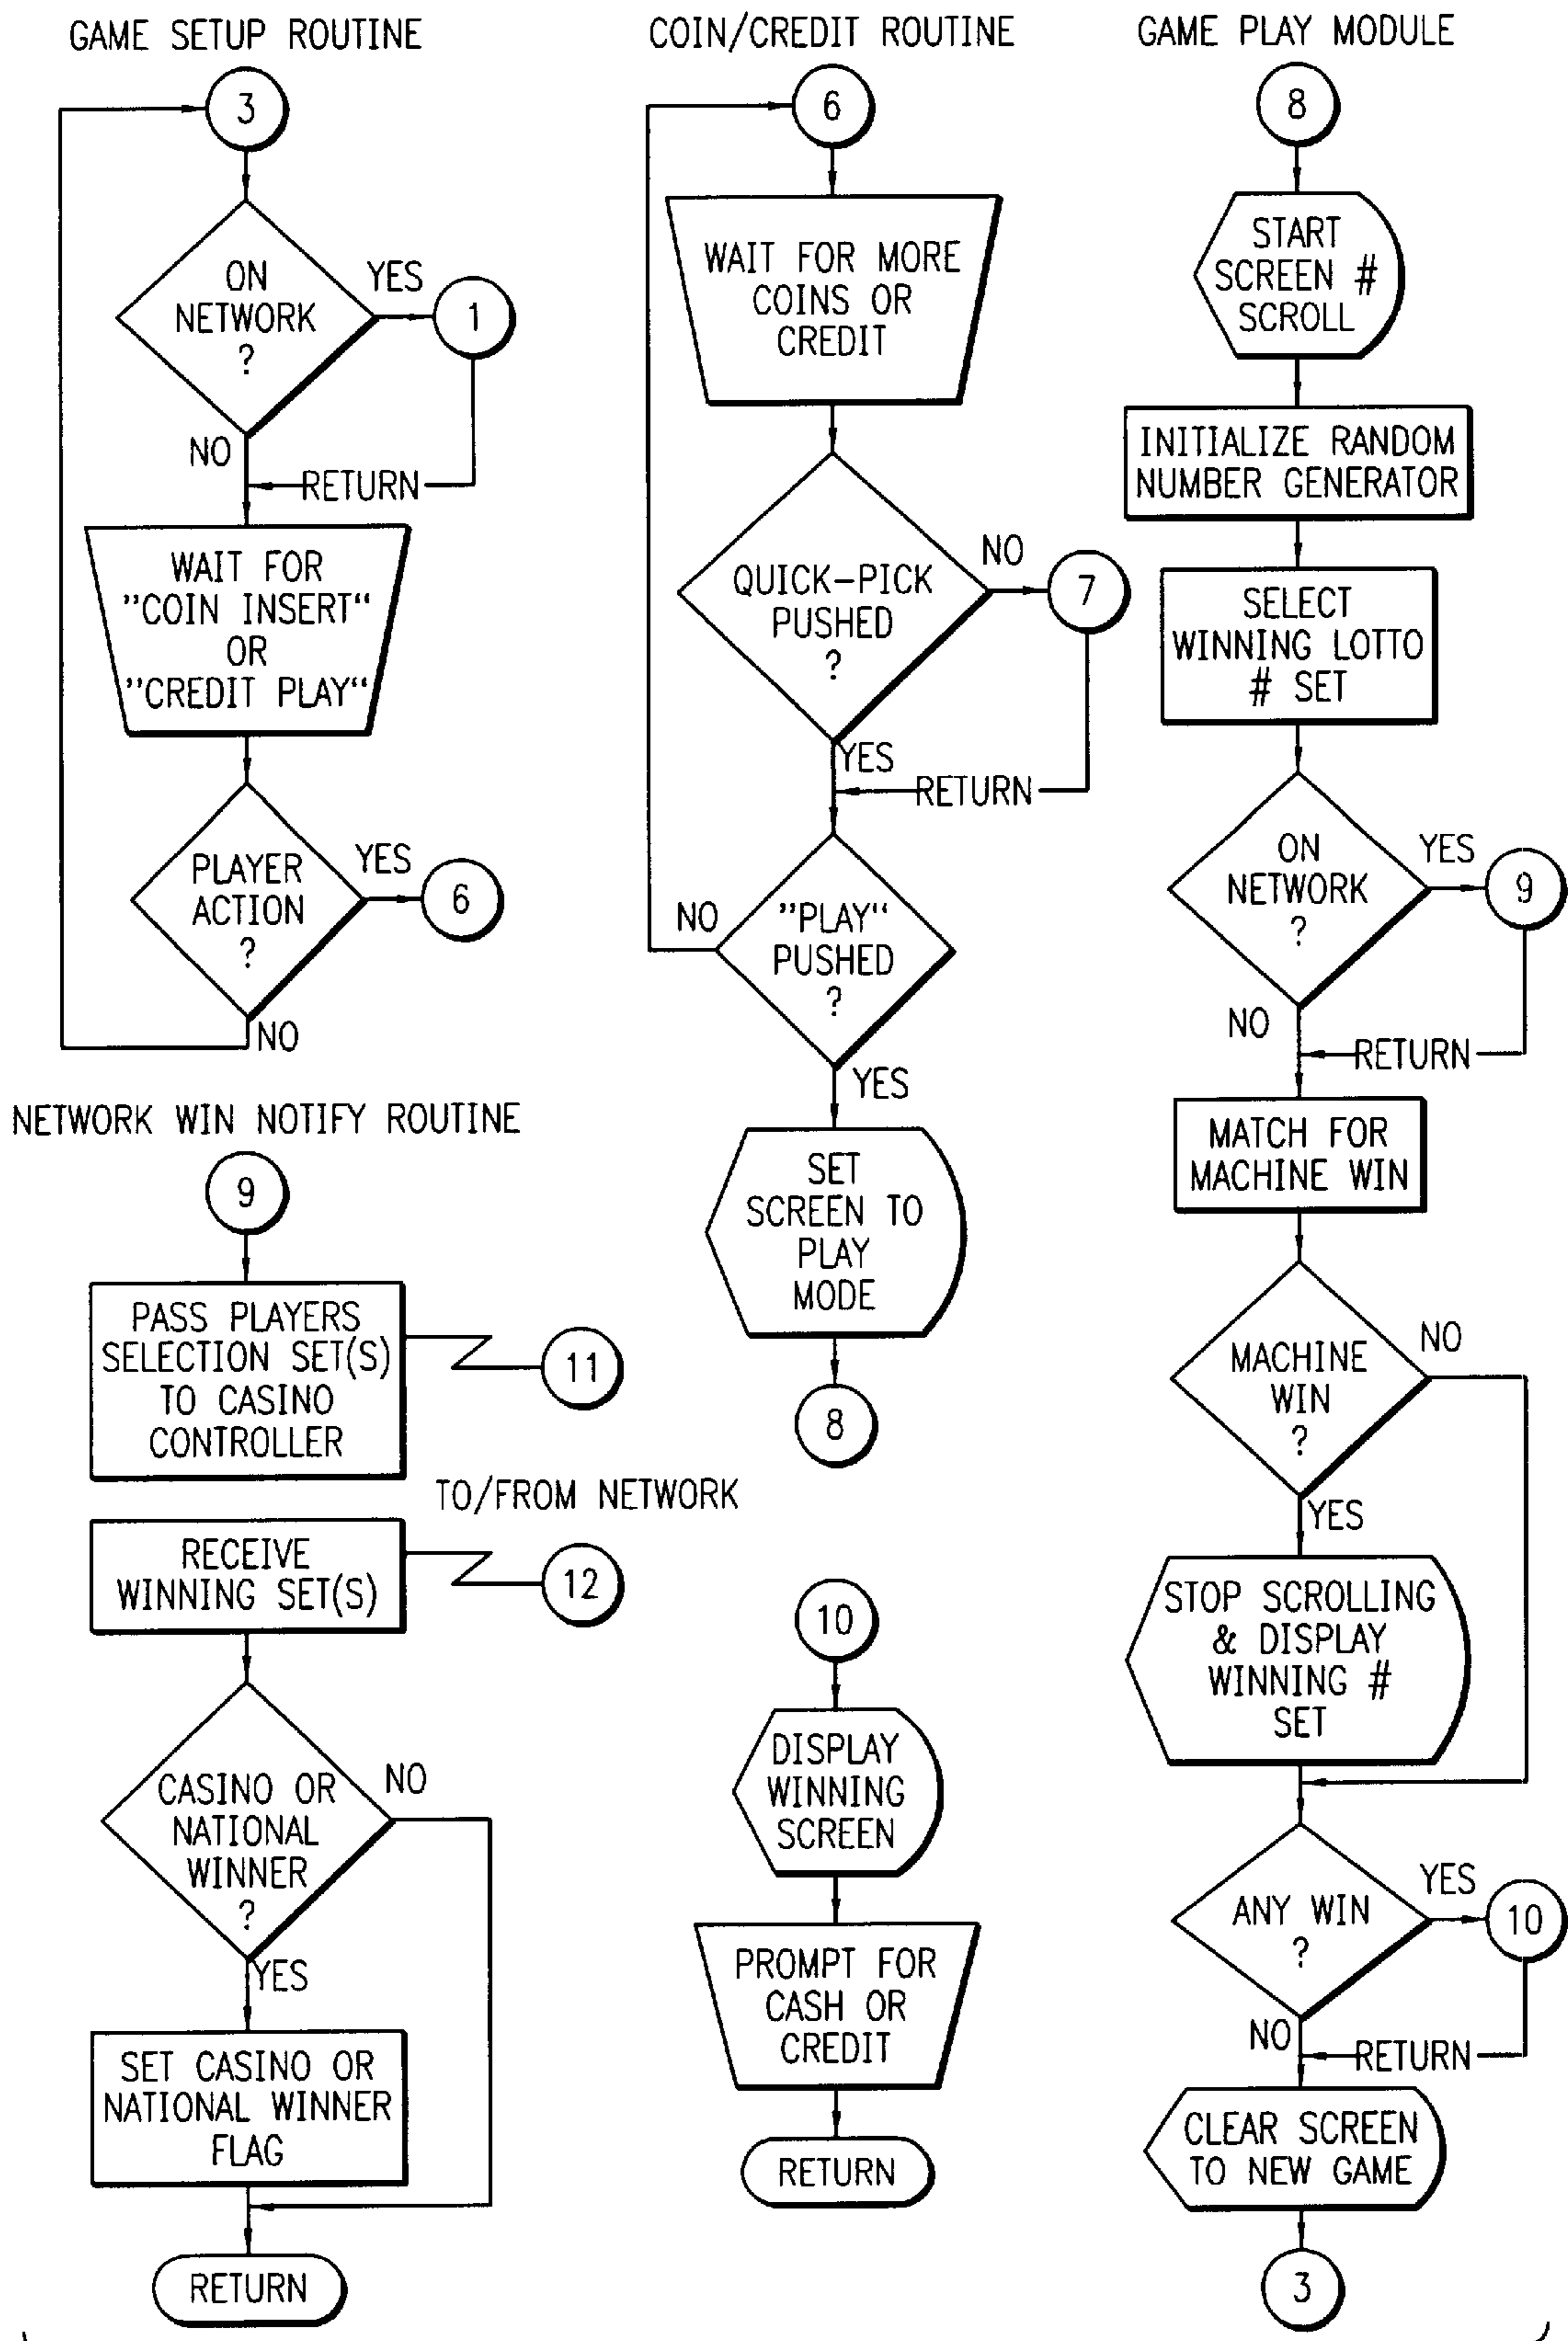 GAME SETUP ROUTINE
3
ON
NETWORK
?
YES
1
NO
RETURN
WAIT FOR
"COIN INSERT"
OR
"CREDIT PLAY"
PLAYER
ACTION
?
YES
6
NO
NETWORK WIN NOTIFY ROUTINE
9
PASS PLAYERS
SELECTION SET(S)
TO CASINO
CONTROLLER
11
TO/FROM NETWORK
RECEIVE
WINNING SET(S)
12
CASINO OR
NATIONAL
WINNER
?
NO
YES
SET CASINO OR
NATIONAL WINNER
FLAG
RETURN
COIN/CREDIT ROUTINE
6
WAIT FOR MORE
COINS OR
CREDIT
QUICK-PICK
PUSHED
?
NO
7
YES
RETURN
"PLAY"
PUSHED
?
NO
YES
SET
SCREEN TO
PLAY
MODE
8
10
DISPLAY
WINNING
SCREEN
PROMPT FOR
CASH OR
CREDIT
RETURN
GAME PLAY MODULE
8
START
SCREEN #
SCROLL
INITIALIZE RANDOM
NUMBER GENERATOR
SELECT
WINNING LOTTO
# SET
ON
NETWORK
?
YES
9
NO
RETURN
MATCH FOR
MACHINE WIN
MACHINE
WIN
?
NO
YES
STOP SCROLLING
& DISPLAY
WINNING #
SET
ANY WIN
?
YES
10
NO
RETURN
CLEAR SCREEN
TO NEW GAME
3